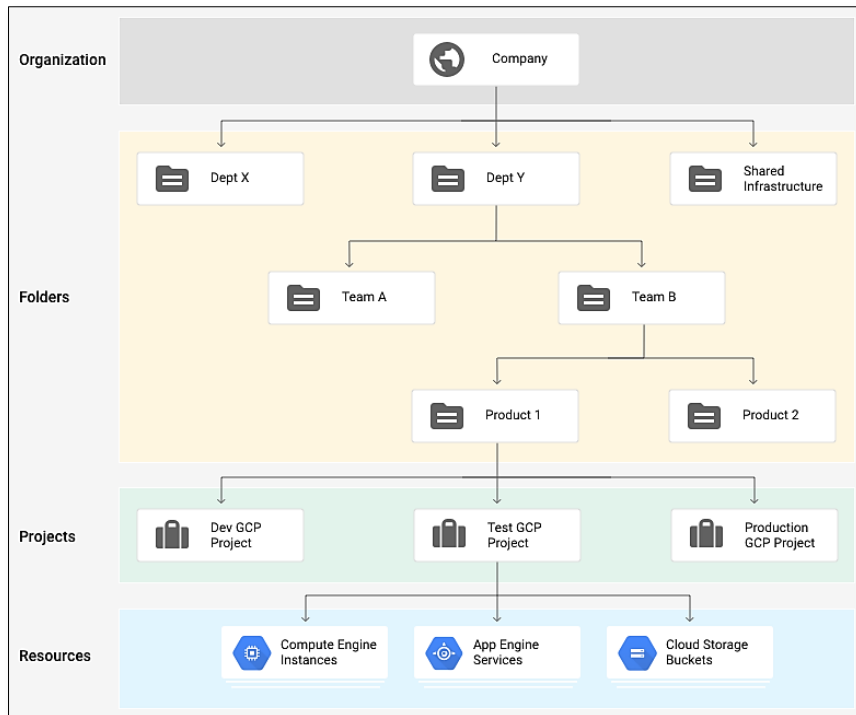 Organization
Company
Dept X
Dept Y
Shared
Infrastructure
Folders
Team A
Team B
Product 1
Product 2
Projects
Dev GCP
Project
Test GCP
Project
Production
GCP Project
Resources
Compute Engine
Instances
App Engine
Services
Cloud Storage
Buckets